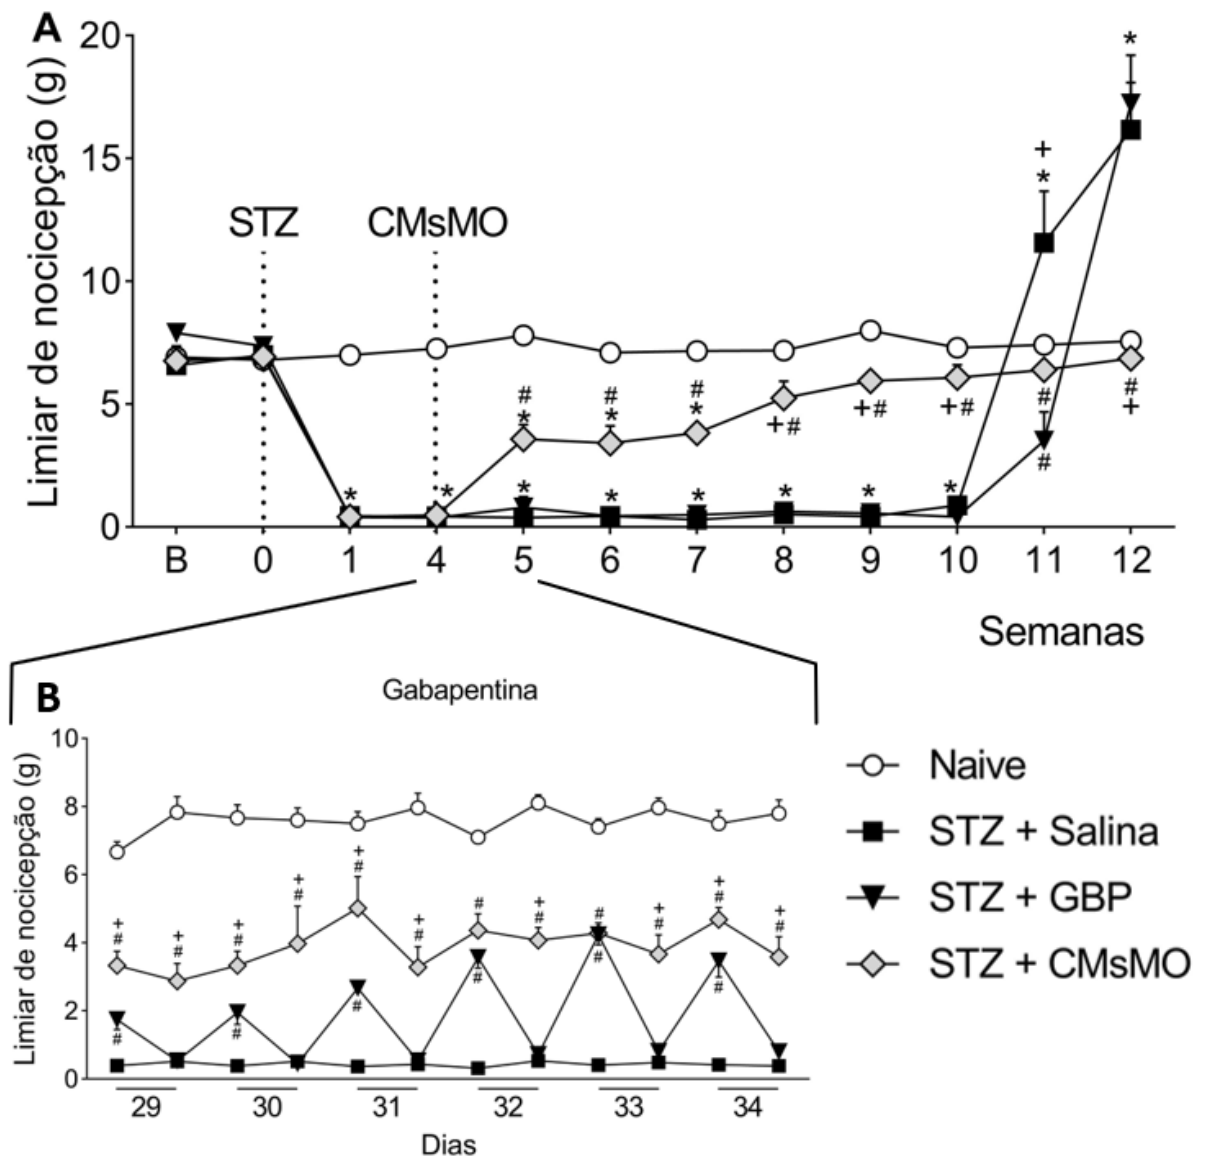 A
20
15
10
5
0
Limiar de nocicepção (g)
STZ
CMsMO
*
+
*
# # #
* * *
+# +# +# # #
+
#
* * * * * * * *
B 0 1 4 5 6 7 8 9 10 11 12
Semanas
B
Gabapentina
10
8
6
4
2
0
Limiar de nocicepção (g)
+ + + + + + + + + +
# # # # # # # # # # # #
# # # # # #
29 30 31 32 33 34
Dias
Naive
STZ + Salina
STZ + GBP
STZ + CMsMO